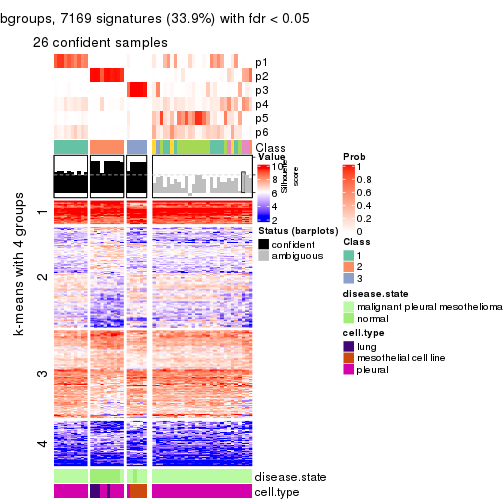 bgroups, 7169 signatures (33.9%) with fdr < 0.05
26 confident samples
p1
p2
p3
p4
p5
p6
Class
Silhouette score
k-means with 4 groups
1
2
3
4
disease.state
cell.type
Value
10
8
6
4
2
Status (barplots)
confident
ambiguous
Prob
1
0.8
0.6
0.4
0.2
0
Class
1
2
3
disease.state
malignant pleural mesothelioma
normal
cell.type
lung
mesothelial cell line
pleural